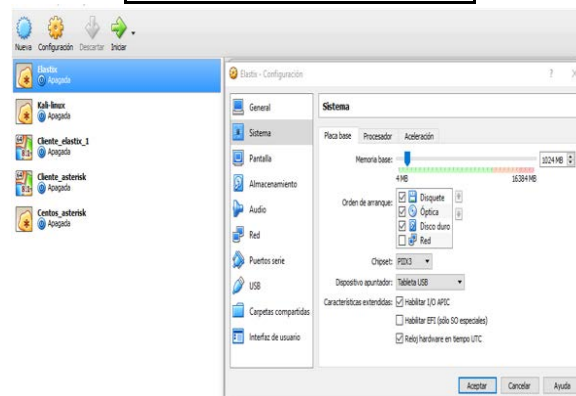 Nueva Configuración Descartar Iniciar
Elastix
Apagada
Kali-linux
Apagada
Cliente_elastix_1
Apagada
Cliente_asterisk
Apagada
Centos_asterisk
Apagada
Elastix - Configuración ?
General
Sistema
Pantalla
Almacenamiento
Audio
Red
Puertos serie
USB
Carpetas compartidas
Interfaz de usuario
Sistema
Placa base Procesador Aceleración
Memoria base: 1024 MB
4 MB 16384 MB
Orden de arranque: Disquete
Óptica
Disco duro
Red
Chipset: PIIX3
Dispositivo apuntador: Tableta USB
Características extendidas: Habilitar I/O APIC
Habilitar EFI (sólo SO especiales)
Reloj hardware en tiempo UTC
Aceptar Cancelar Ayuda